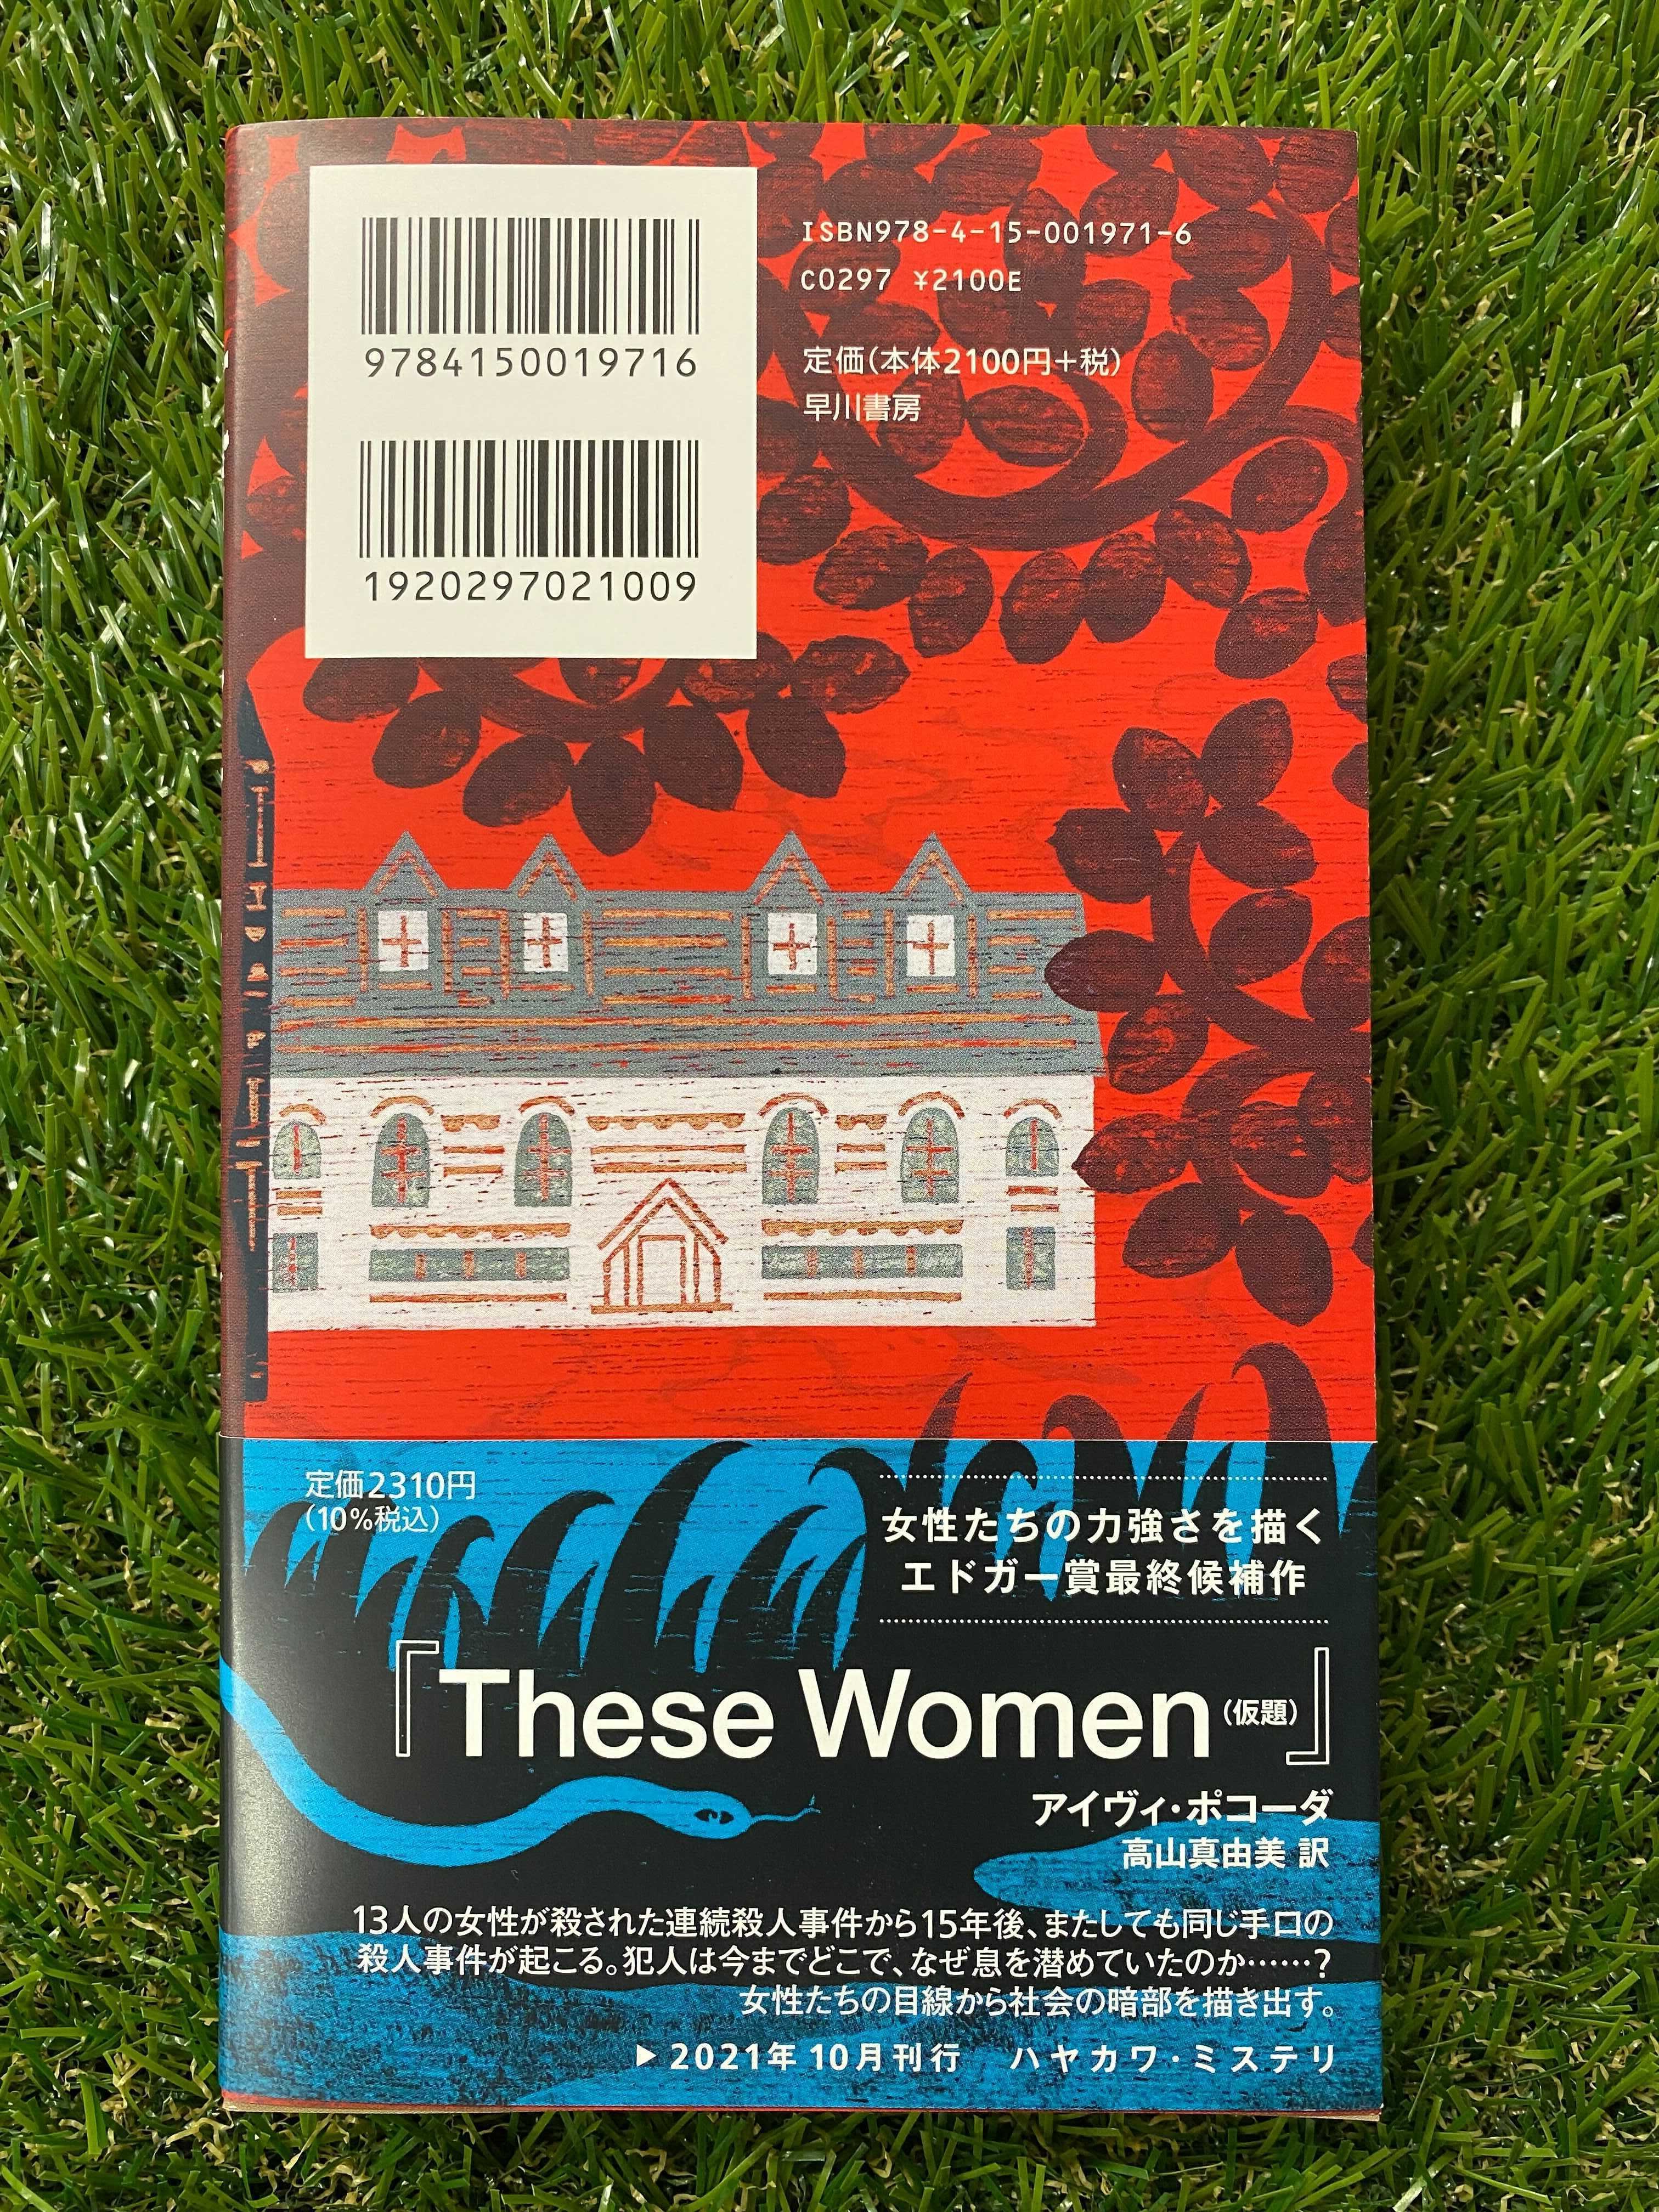 9784150019716
1920297021009
ISBN978-4-15-001971-6
C0297 ¥2100E
定価(本体2100円+税)
早川書房
定価2310円
(10%税込)
女性たちの力強さを描く
エドガー賞最終候補作
『These Women(仮題)』
アイヴィ・ポコーダ
高山真由美 訳
13人の女性が殺された連続殺人事件から15年後、またしても同じ手口の
殺人事件が起こる。犯人は今までどこで、なぜ息を潜めていたのか……?
女性たちの目線から社会の暗部を描き出す。
▶2021年10月刊行 ハヤカワ・ミステリ